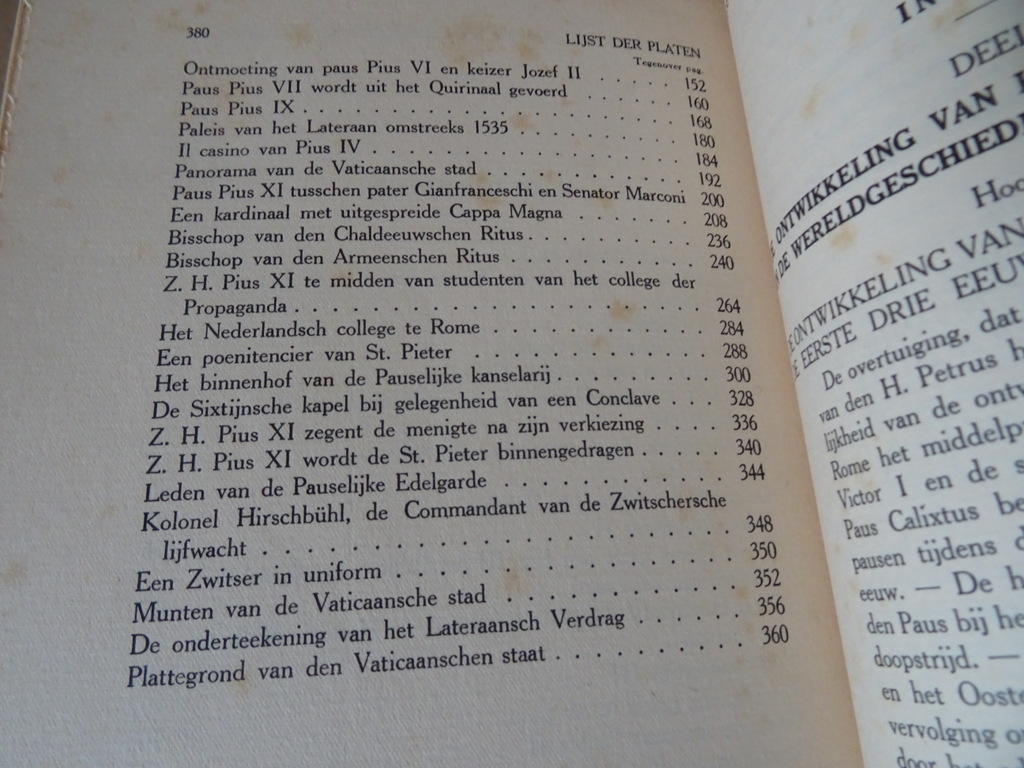 380
LIJST DER PLATEN
Tegenover pag.
Ontmoeting van paus Pius VI en keizer Jozef II . . . . . 152
Paus Pius VII wordt uit het Quirinaal gevoerd . . . . . . 160
Paus Pius IX . . . . . . . . . . . . . . . . . . . . 168
Paleis van het Lateraan omstreeks 1535 . . . . . . . . . 180
Il casino van Pius IV . . . . . . . . . . . . . . . . . 184
Panorama van de Vaticaansche stad . . . . . . . . . . . 192
Paus Pius XI tusschen pater Gianfranceschi en Senator Marconi 200
Een kardinaal met uitgespreide Cappa Magna . . . . . . . 208
Bisschop van den Chaldeeuwschen Ritus . . . . . . . . . . 236
Bisschop van den Armeenschen Ritus . . . . . . . . . . . 240
Z. H. Pius XI te midden van studenten van het college der
Propaganda . . . . . . . . . . . . . . . . . . . . 264
Het Nederlandsch college te Rome . . . . . . . . . . . 284
Een poenitencier van St. Pieter . . . . . . . . . . . . 288
Het binnenhof van de Pauselijke kanselarij . . . . . . . . 300
De Sixtijnsche kapel bij gelegenheid van een Conclave . . . 328
Z. H. Pius XI zegent de menigte na zijn verkiezing . . . . 336
Z. H. Pius XI wordt de St. Pieter binnengedragen . . . . . 340
Leden van de Pauselijke Edelgarde . . . . . . . . . . . 344
Kolonel Hirschbühl, de Commandant van de Zwitschersche
lijfwacht . . . . . . . . . . . . . . . . . . . . . 348
Een Zwitser in uniform . . . . . . . . . . . . . . . 350
Munten van de Vaticaansche stad . . . . . . . . . . . 352
De onderteekening van het Lateraansch Verdrag . . . . . . 356
Plattegrond van den Vaticaanschen staat . . . . . . . . . 360
IN
DEEL
ONTWIKKELING VAN
DE WERELDGESCHIED
Hoo
ONTWIKKELING VAN
EERSTE DRIE EEU
De overtuiging, dat
van den H. Petrus h
lijkheid van de ont
Rome het middelp
Victor I en de s
Paus Calixtus be
pausen tijdens d
eeuw. — De h
den Paus bij he
doopstrijd. —
en het Ooste
vervolging o